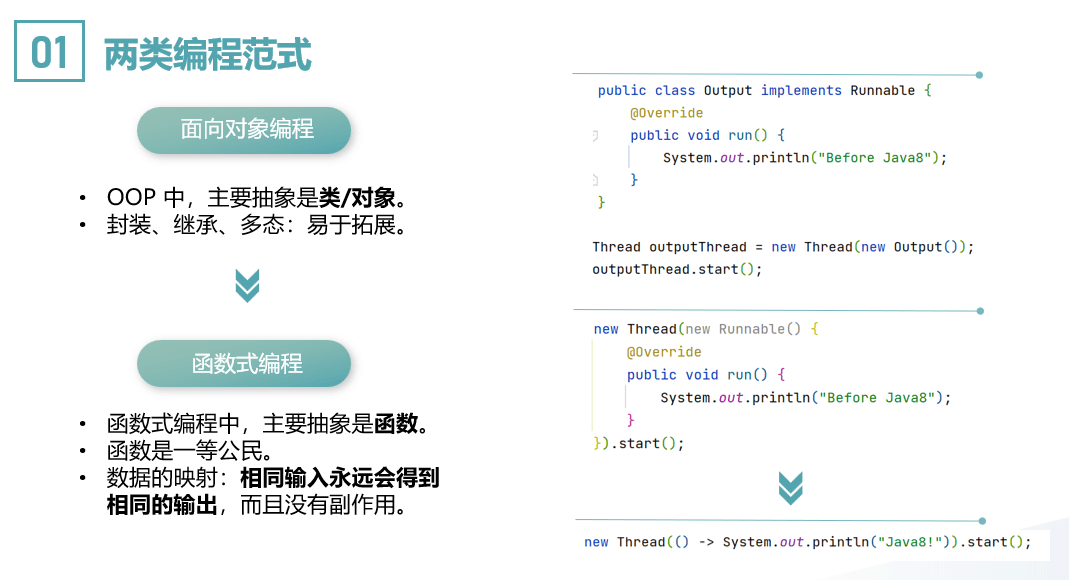 01 两类编程范式
面向对象编程
• OOP 中，主要抽象是类/对象。
• 封装、继承、多态：易于拓展。
函数式编程
• 函数式编程中，主要抽象是函数。
• 函数是一等公民。
• 数据的映射：相同输入永远会得到
相同的输出，而且没有副作用。
public class Output implements Runnable {
@Override
public void run() {
System.out.println("Before Java8");
}
}
Thread outputThread = new Thread(new Output());
outputThread.start();
new Thread(new Runnable() {
@Override
public void run() {
System.out.println("Before Java8");
}
}).start();
new Thread(() -> System.out.println("Java8!")).start();